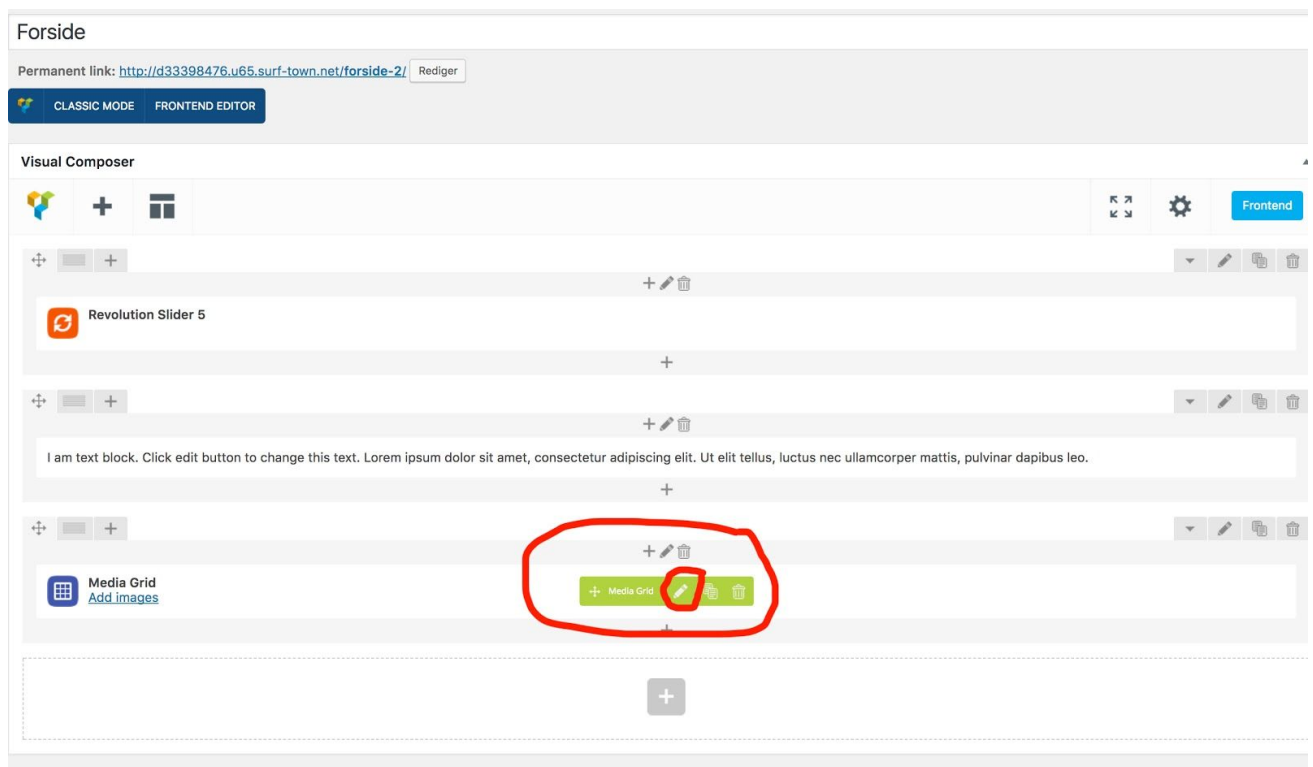 Forside
Permanent link: http://d33398476.u65.surf-town.net/forside-2/ Rediger
CLASSIC MODE FRONTEND EDITOR
Visual Composer
Frontend
Revolution Slider 5
I am text block. Click edit button to change this text. Lorem ipsum dolor sit amet, consectetur adipiscing elit. Ut elit tellus, luctus nec ullamcorper mattis, pulvinar dapibus leo.
Media Grid
Add images
Media Grid